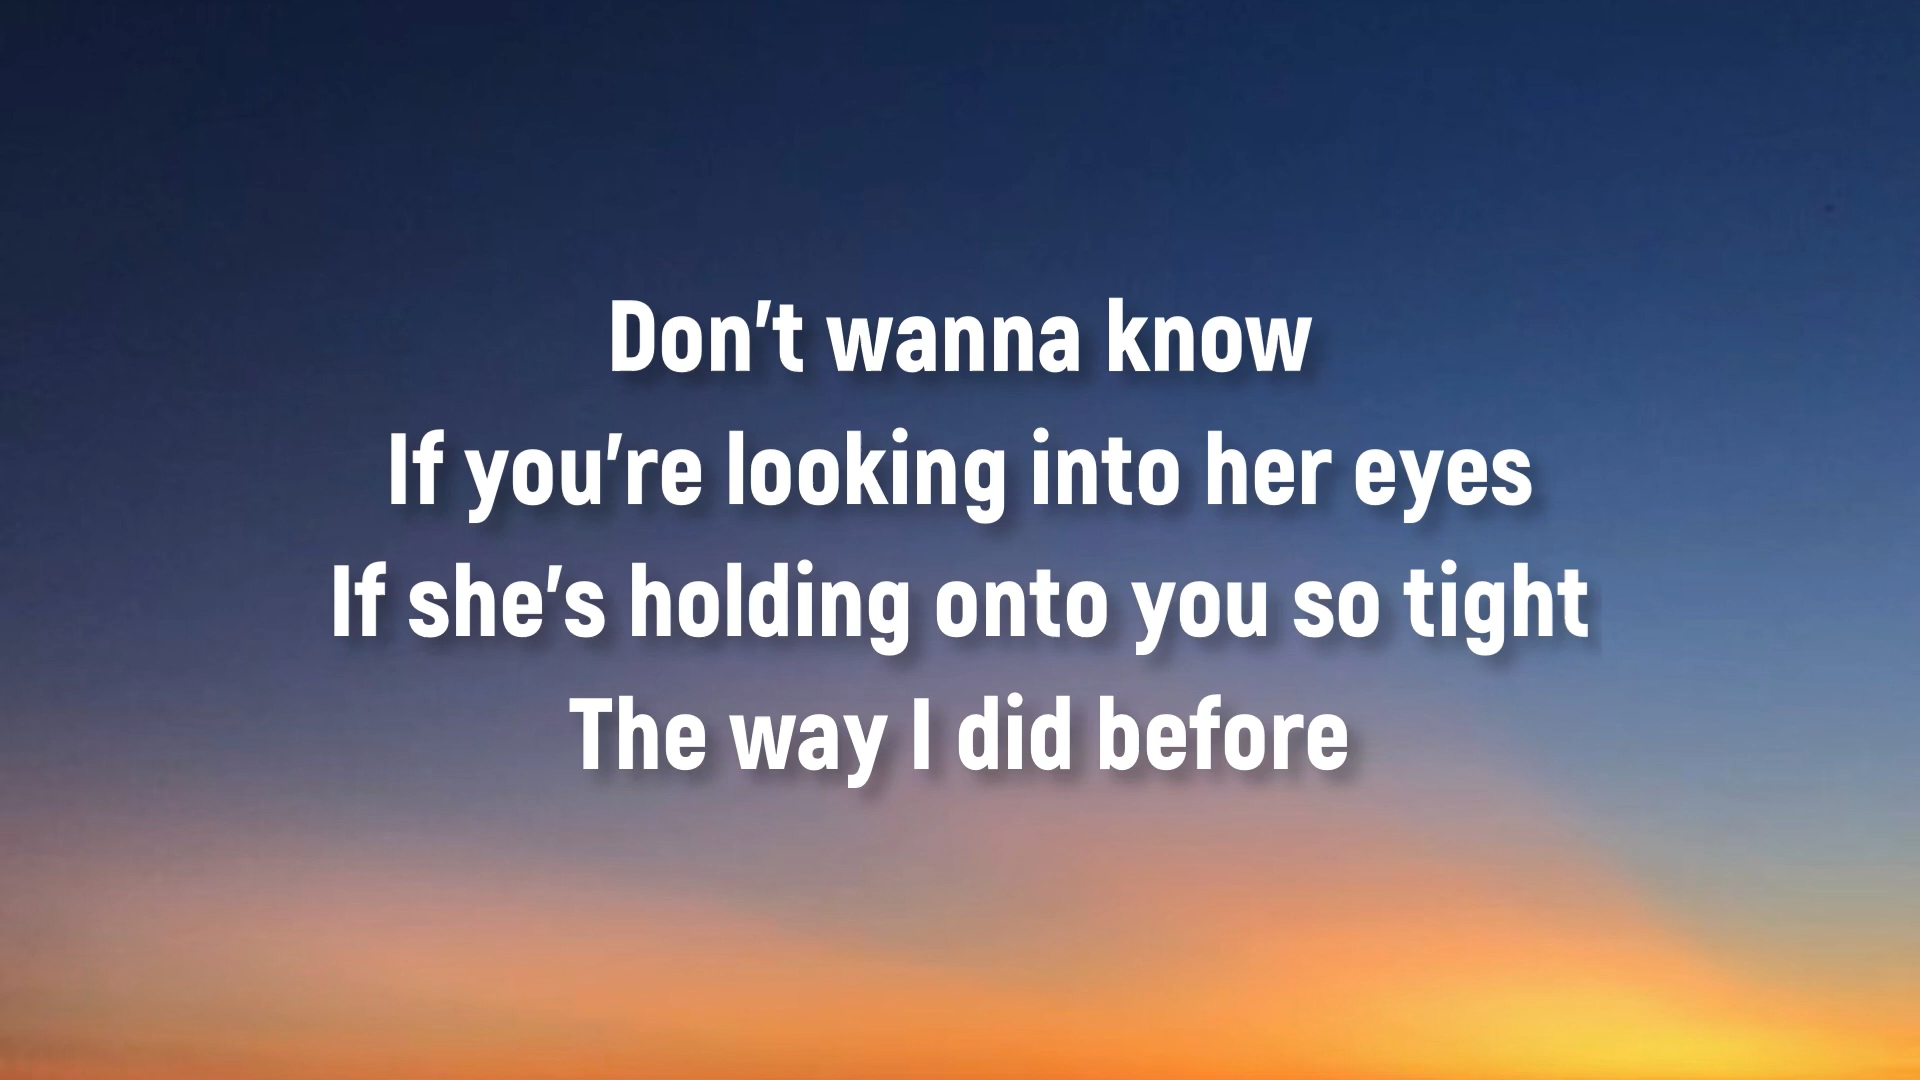 Don't wanna know
If you're looking into her eyes
If she's holding onto you so tight
The way I did before